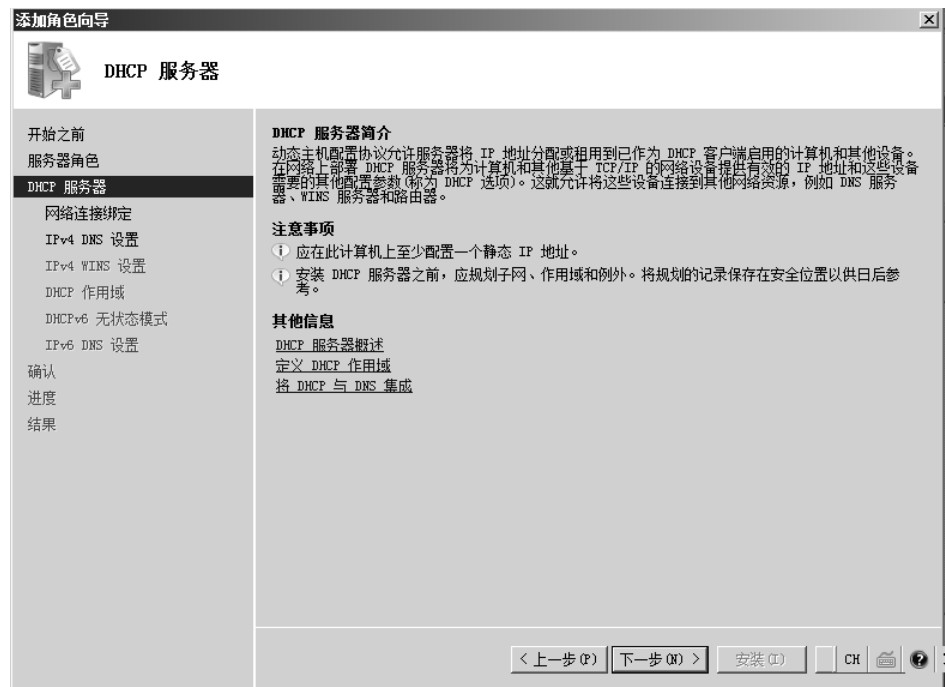 添加角色向导
DHCP 服务器
开始之前
服务器角色
DHCP 服务器
网络连接绑定
IPv4 DNS 设置
IPv4 WINS 设置
DHCP 作用域
DHCPv6 无状态模式
IPv6 DNS 设置
确认
进度
结果
DHCP 服务器简介
动态主机配置协议允许服务器将 IP 地址分配或租用到已作为 DHCP 客户端启用的计算机和其他设备。
在网络上部署 DHCP 服务器将为计算机和其他基于 TCP/IP 的网络设备提供有效的 IP 地址和这些设备
需要的其他配置参数(称为 DHCP 选项)。这就允许将这些设备连接到其他网络资源，例如 DNS 服务
器、WINS 服务器和路由器。
注意事项
应在此计算机上至少配置一个静态 IP 地址。
安装 DHCP 服务器之前，应规划子网、作用域和例外。将规划的记录保存在安全位置以供日后参
考。
其他信息
DHCP 服务器概述
定义 DHCP 作用域
将 DHCP 与 DNS 集成
< 上一步(P)
下一步(N) >
安装(I)
CH